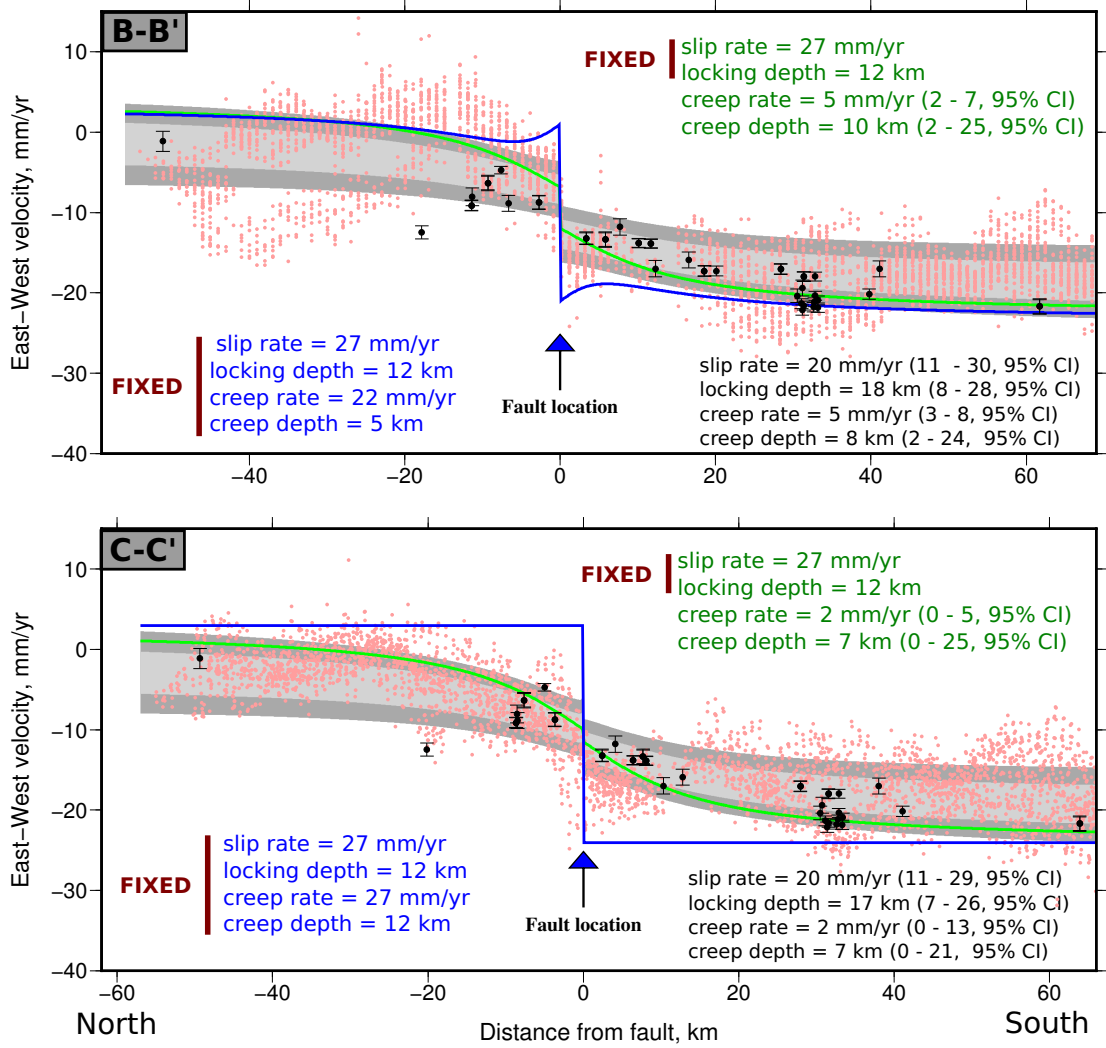 B-B'
10
0
−10
−20
−30
−40
East−West velocity, mm/yr
FIXED
slip rate = 27 mm/yr
locking depth = 12 km
creep rate = 5 mm/yr (2 - 7, 95% CI)
creep depth = 10 km (2 - 25, 95% CI)
FIXED
slip rate = 27 mm/yr
locking depth = 12 km
creep rate = 22 mm/yr
creep depth = 5 km
Fault location
slip rate = 20 mm/yr (11 - 30, 95% CI)
locking depth = 18 km (8 - 28, 95% CI)
creep rate = 5 mm/yr (3 - 8, 95% CI)
creep depth = 8 km (2 - 24, 95% CI)
−40 −20 0 20 40 60
C-C'
10
0
−10
−20
−30
−40
East−West velocity, mm/yr
FIXED
slip rate = 27 mm/yr
locking depth = 12 km
creep rate = 2 mm/yr (0 - 5, 95% CI)
creep depth = 7 km (0 - 25, 95% CI)
FIXED
slip rate = 27 mm/yr
locking depth = 12 km
creep rate = 27 mm/yr
creep depth = 12 km
Fault location
slip rate = 20 mm/yr (11 - 29, 95% CI)
locking depth = 17 km (7 - 26, 95% CI)
creep rate = 2 mm/yr (0 - 13, 95% CI)
creep depth = 7 km (0 - 21, 95% CI)
−60 −40 −20 0 20 40 60
North Distance from fault, km South